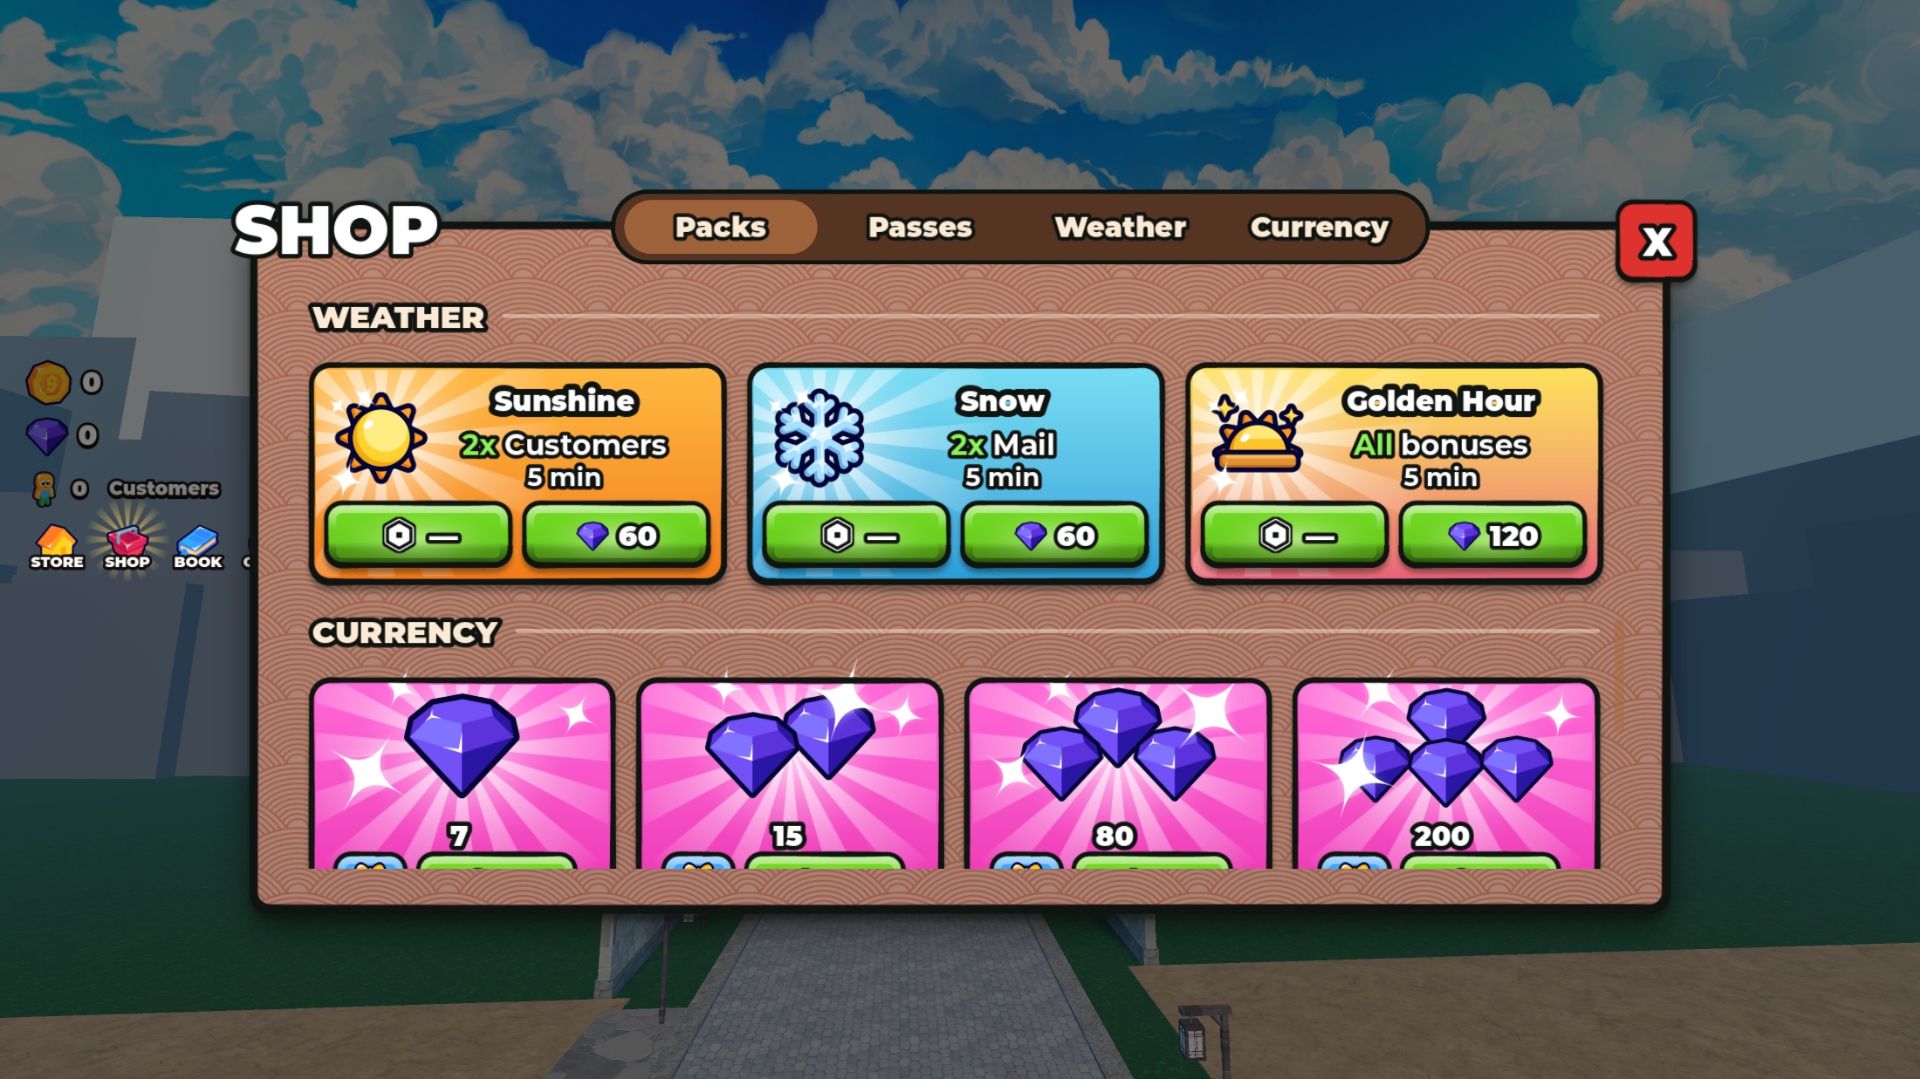 SHOP
Packs
Passes
Weather
Currency
X
WEATHER
Sunshine
2x Customers
5 min
—
60
Snow
2x Mail
5 min
—
60
Golden Hour
All bonuses
5 min
—
120
0
0
0 Customers
STORE
SHOP
BOOK
CURRENCY
7
15
80
200